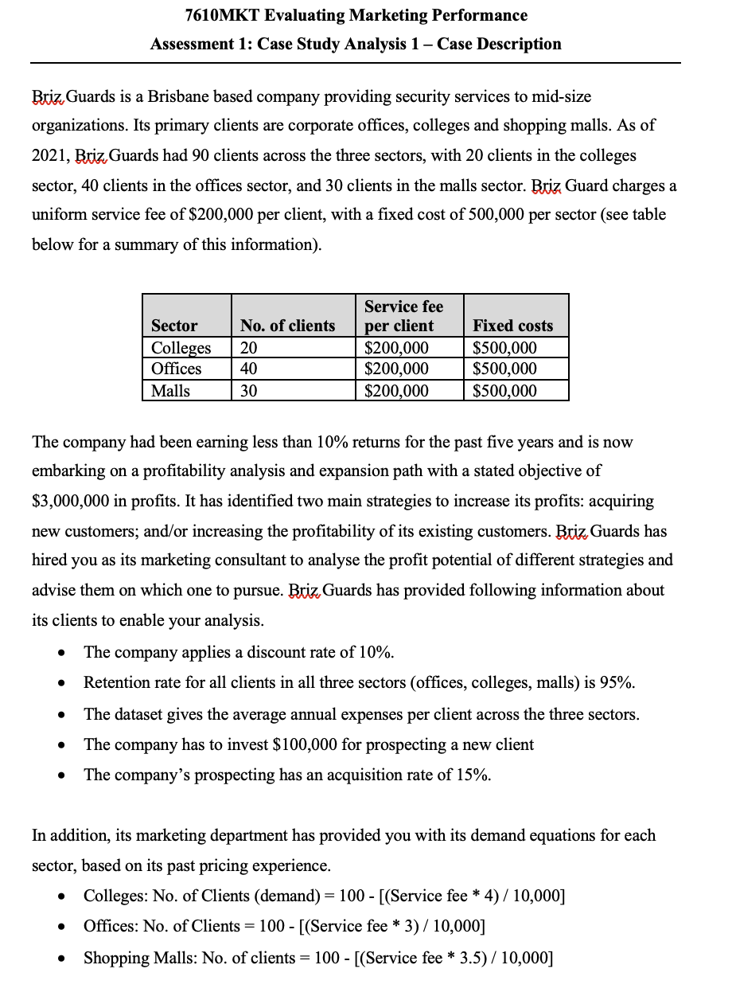 7610MKT Evaluating Marketing Performance
Assessment 1: Case Study Analysis 1 – Case Description
Briz Guards is a Brisbane based company providing security services to mid-size
organizations. Its primary clients are corporate offices, colleges and shopping malls. As of
2021, Briz Guards had 90 clients across the three sectors, with 20 clients in the colleges
sector, 40 clients in the offices sector, and 30 clients in the malls sector. Briz Guard charges a
uniform service fee of $200,000 per client, with a fixed cost of 500,000 per sector (see table
below for a summary of this information).
Sector No. of clients Service fee per client Fixed costs
Colleges 20 $200,000 $500,000
Offices 40 $200,000 $500,000
Malls 30 $200,000 $500,000
The company had been earning less than 10% returns for the past five years and is now
embarking on a profitability analysis and expansion path with a stated objective of
$3,000,000 in profits. It has identified two main strategies to increase its profits: acquiring
new customers; and/or increasing the profitability of its existing customers. Briz Guards has
hired you as its marketing consultant to analyse the profit potential of different strategies and
advise them on which one to pursue. Briz Guards has provided following information about
its clients to enable your analysis.
• The company applies a discount rate of 10%.
• Retention rate for all clients in all three sectors (offices, colleges, malls) is 95%.
• The dataset gives the average annual expenses per client across the three sectors.
• The company has to invest $100,000 for prospecting a new client
• The company's prospecting has an acquisition rate of 15%.
In addition, its marketing department has provided you with its demand equations for each
sector, based on its past pricing experience.
• Colleges: No. of Clients (demand) = 100 - [(Service fee * 4) / 10,000]
• Offices: No. of Clients = 100 - [(Service fee * 3) / 10,000]
• Shopping Malls: No. of clients = 100 - [(Service fee * 3.5) / 10,000]